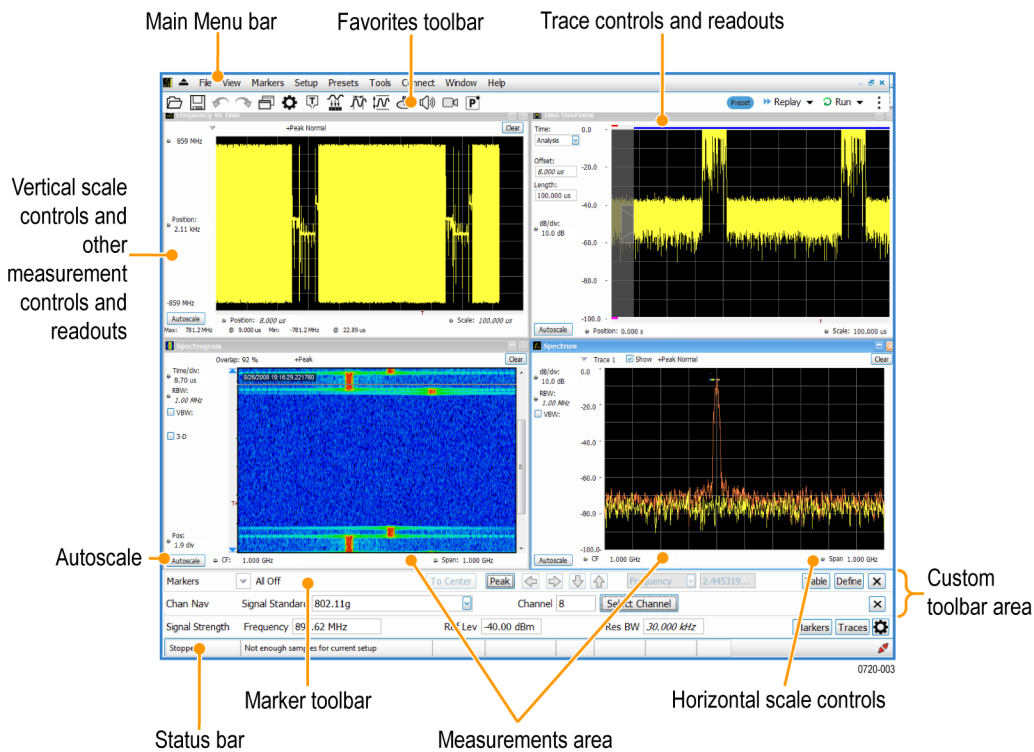 Main Menu bar
Favorites toolbar
Trace controls and readouts
File View Markers Setup Presets Tools Connect Window Help
Preset Replay Run
Frequency vs Time
+Peak Normal
Clear
859 MHz
Position:
2.11 kHz
-859 MHz
Autoscale
Position: 8.000 us
Scale: 100.000 us
Max: 781.2 MHz @ 9.000 us Min: -781.2 MHz @ 22.89 us
Time Overview
Time:
Analysis
Offset:
8.000 us
Length:
100.000 us
dB/div:
10.0 dB
0.0
-20.0
-40.0
-60.0
-80.0
-100.0
Autoscale
Position: 0.000 s
Scale: 100.000 us
Vertical scale
controls and
other
measurement
controls and
readouts
Spectrogram
Overlap: 92 %
+Peak
Clear
Time/div:
8.70 us
RBW:
1.00 MHz
VBW:
3-D
8/26/2008 19:16:29.221760
T
Pos:
1.9 div
Autoscale
CF: 1.000 GHz
Span: 1.000 GHz
Spectrum
Trace 1
Show
+Peak Normal
Clear
dB/div:
10.0 dB
RBW:
1.00 MHz
VBW:
0.0
-20.0
-40.0
-60.0
-80.0
-100.0
Autoscale
CF 1.000 GHz
Span 1.000 GHz
Autoscale
Markers All Off To Center Peak Frequency 2.445319... Table Define
Chan Nav Signal Standard 802.11g Channel 8 Select Channel
Signal Strength Frequency Ref Lev -40.00 dBm Res BW 30.000 kHz Markers Traces
Stopped Not enough samples for current setup
Custom
toolbar area
0720-003
Marker toolbar
Horizontal scale controls
Status bar
Measurements area